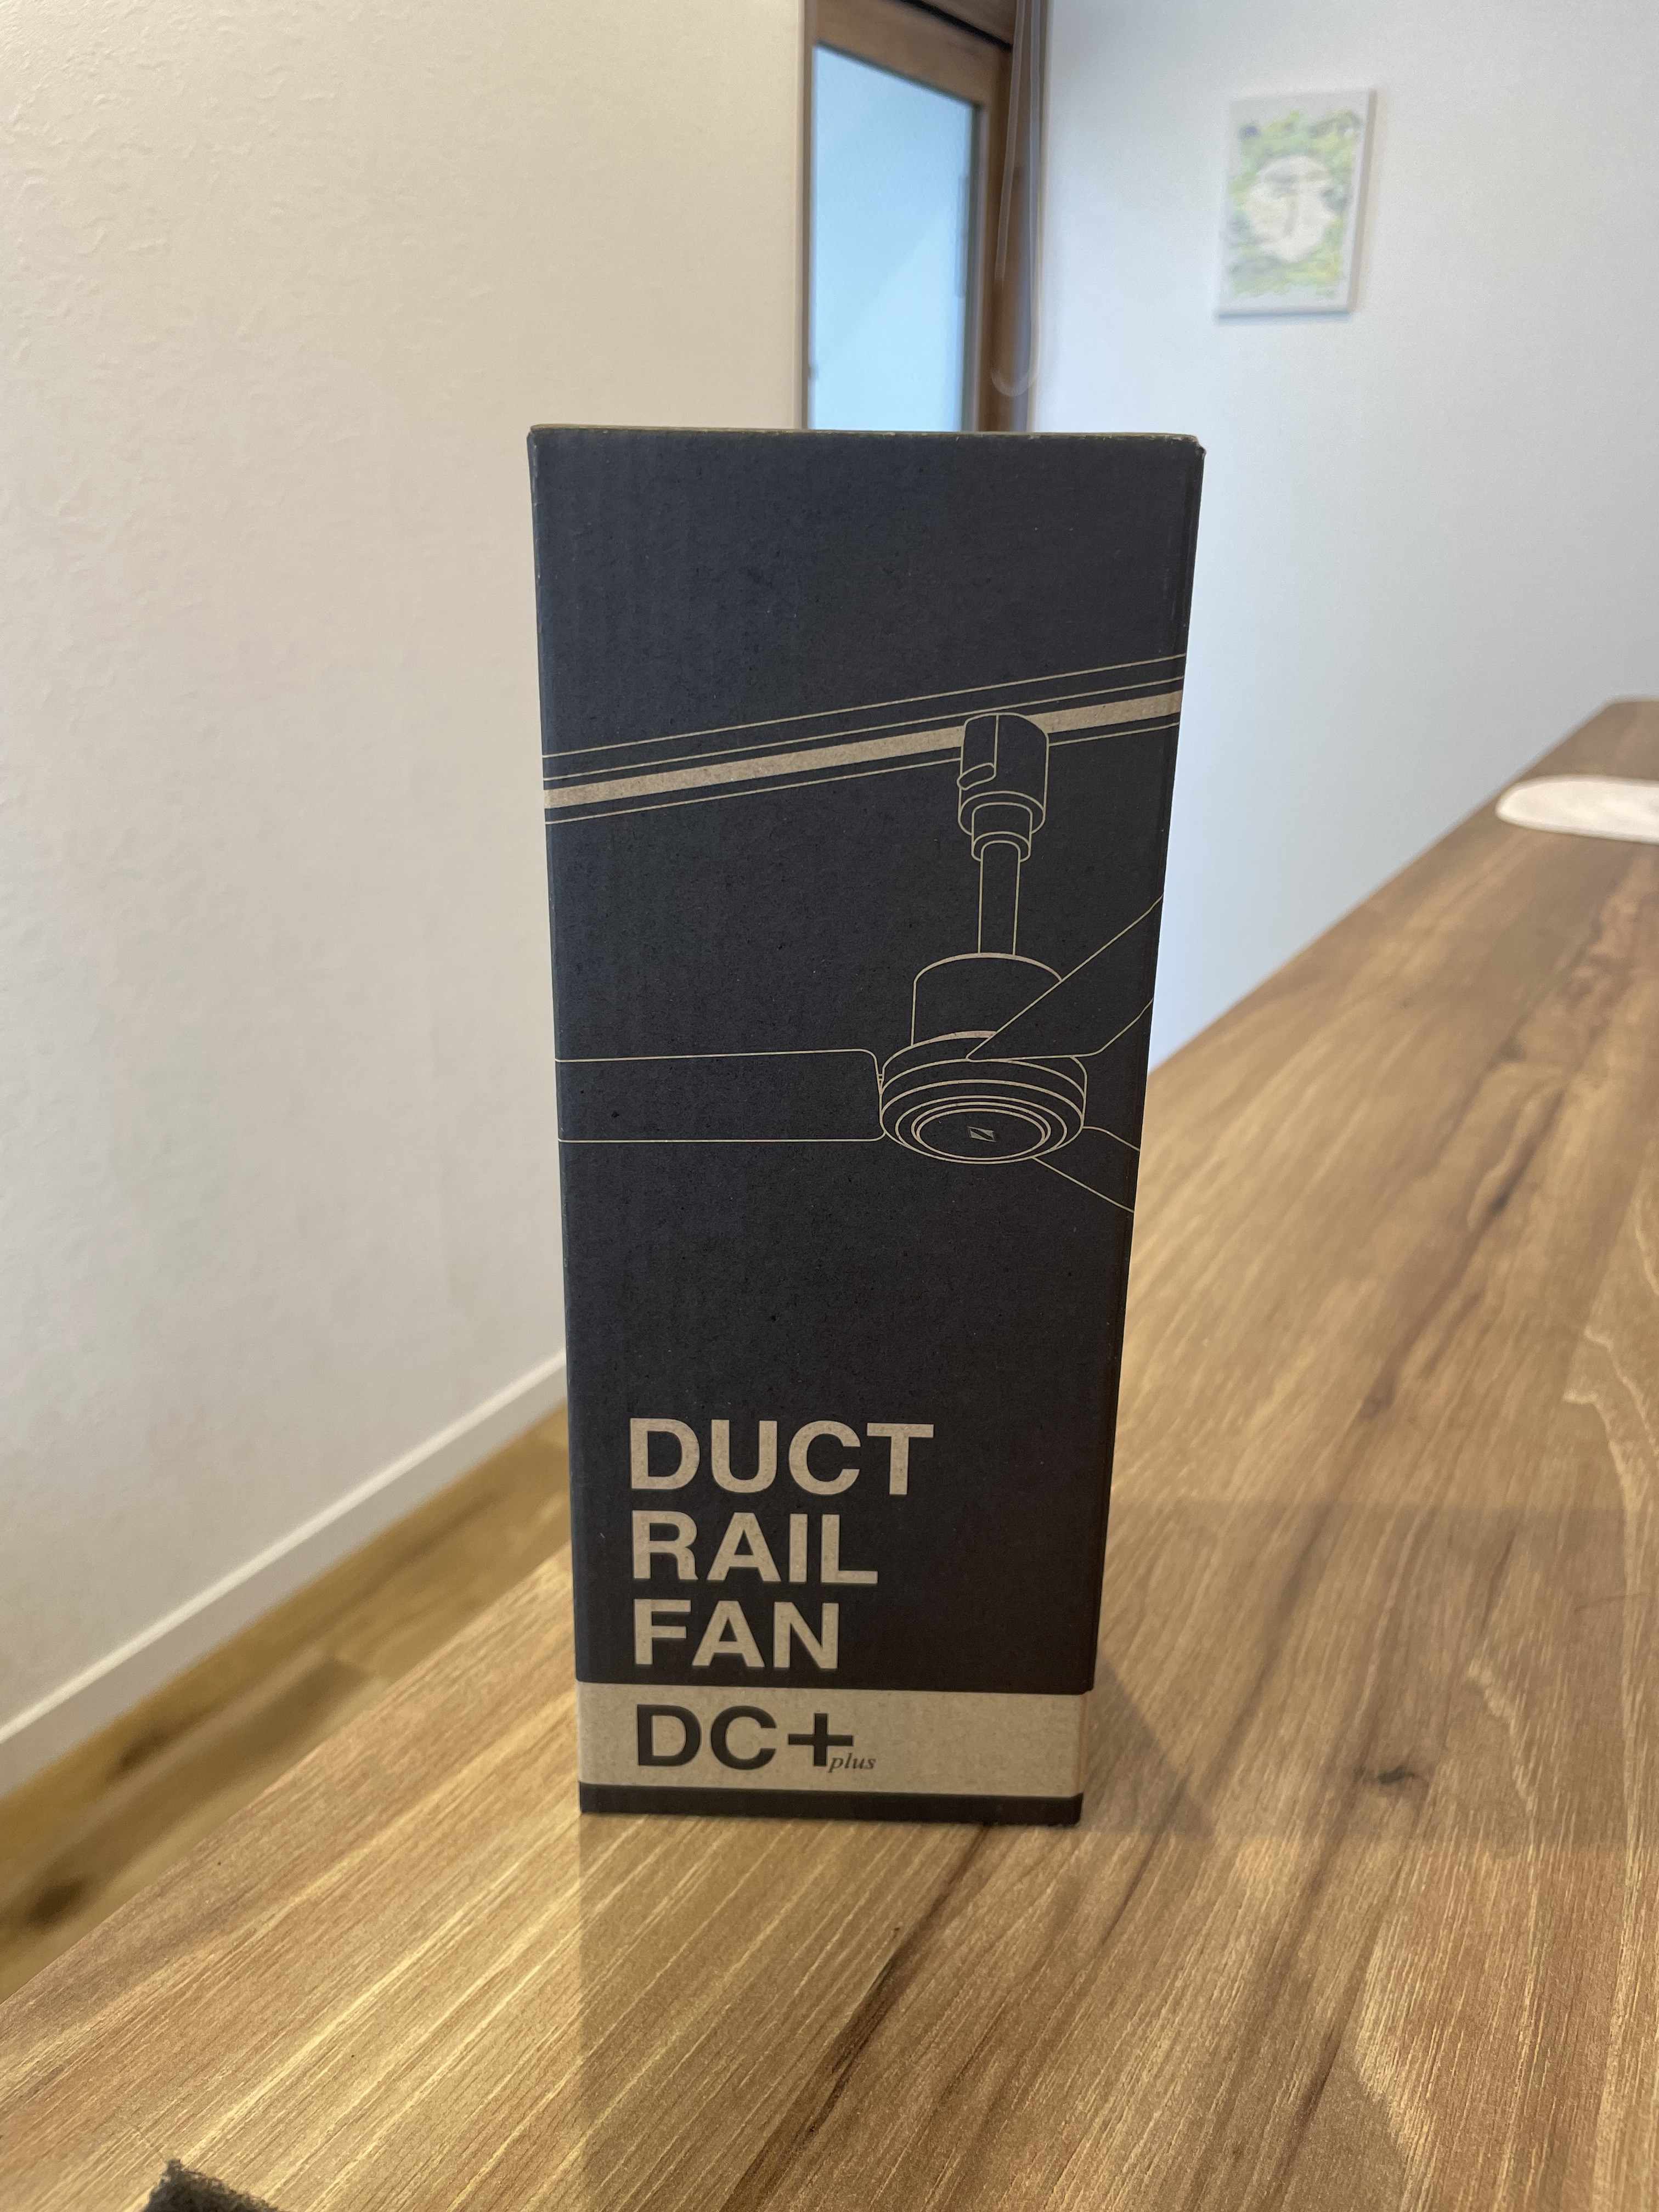 DUCT
RAIL
FAN
DC+plus